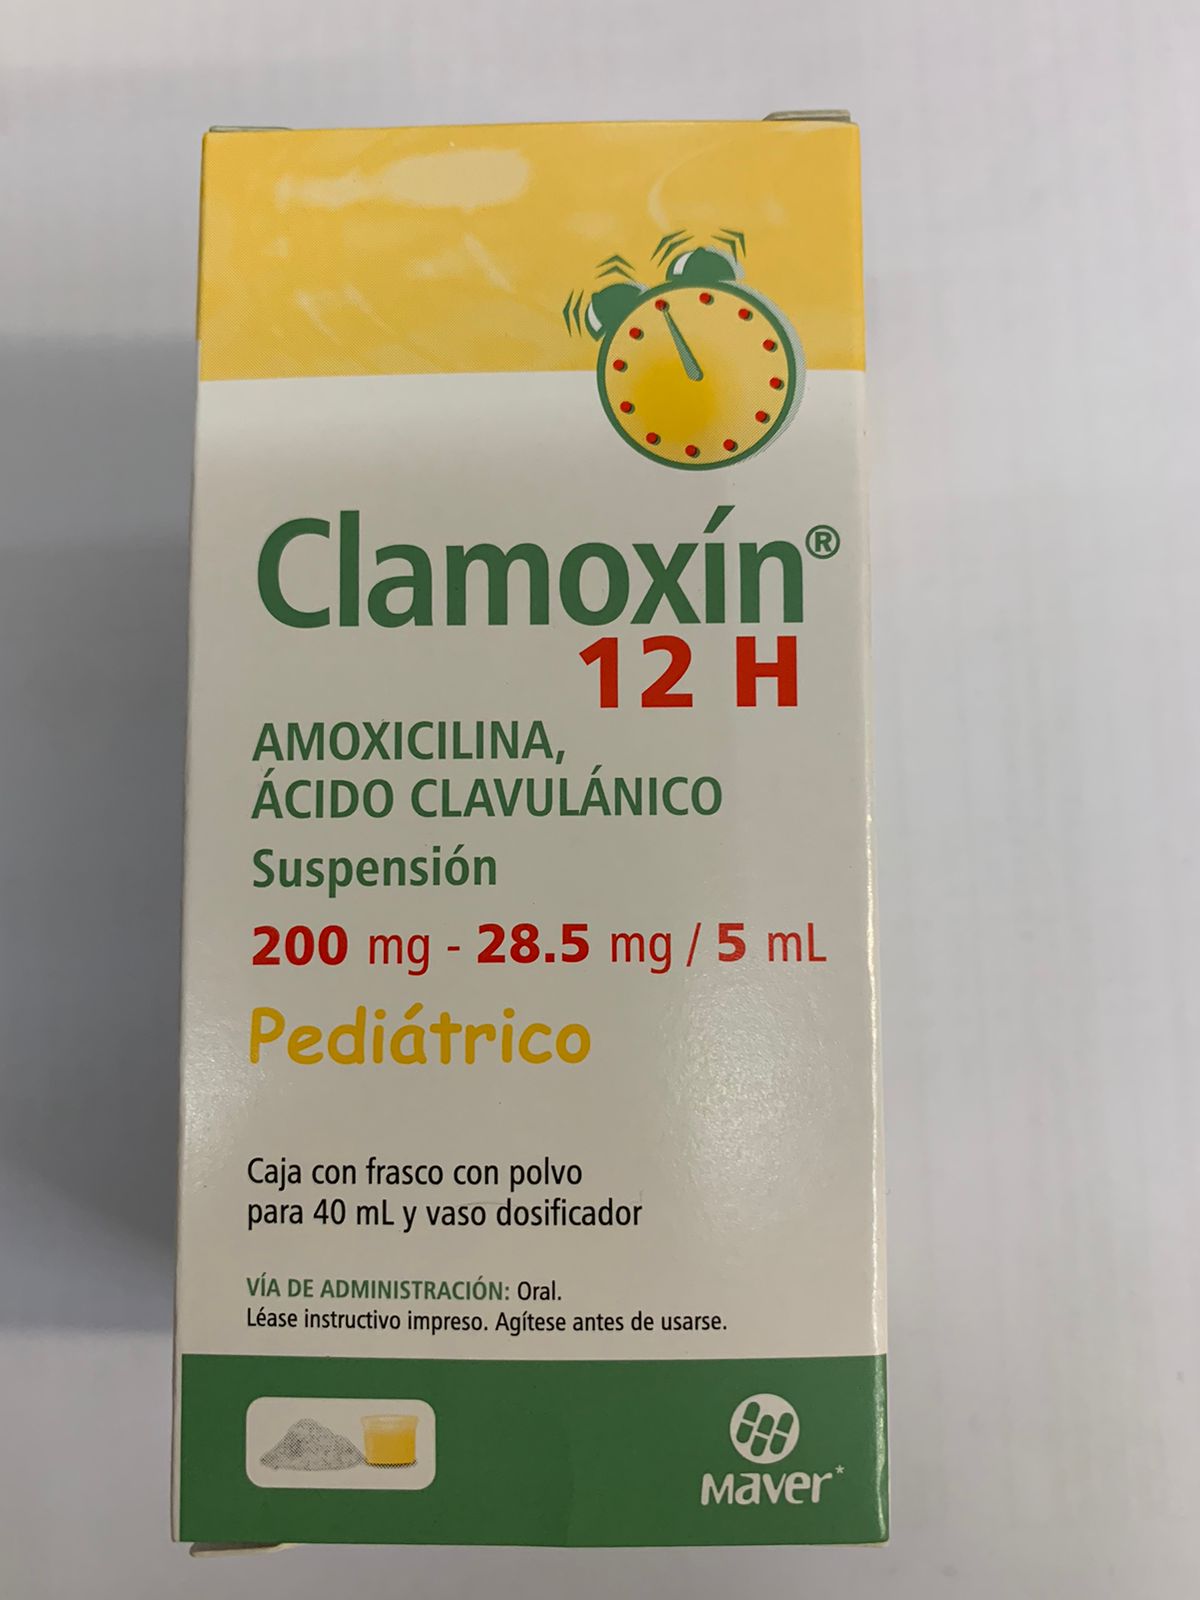 Clamoxín®
12 H
AMOXICILINA,
ÁCIDO CLAVULÁNICO
Suspensión
200 mg - 28.5 mg / 5 mL
Pediátrico
Caja con frasco con polvo
para 40 mL y vaso dosificador
VÍA DE ADMINISTRACIÓN: Oral.
Léase instructivo impreso. Agítese antes de usarse.
Maver*